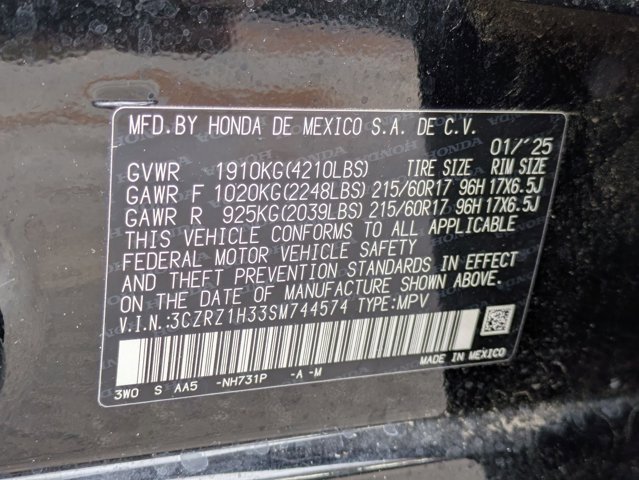 MFD.BY HONDA DE MEXICO S.A. DE C.V.
01/'25
GVWR 1910KG(4210LBS) TIRE SIZE RIM SIZE
GAWR F 1020KG(2248LBS) 215/60R17 96H 17X6.5J
GAWR R 925KG(2039LBS) 215/60R17 96H 17X6.5J
THIS VEHICLE CONFORMS TO ALL APPLICABLE
FEDERAL MOTOR VEHICLE SAFETY
AND THEFT PREVENTION STANDARDS IN EFFECT
ON THE DATE OF MANUFACTURE SHOWN ABOVE.
V.I.N.:3CZRZ1H33SM744574 TYPE:MPV
MADE IN MEXICO
3W0 S AA5 -NH731P -A -M